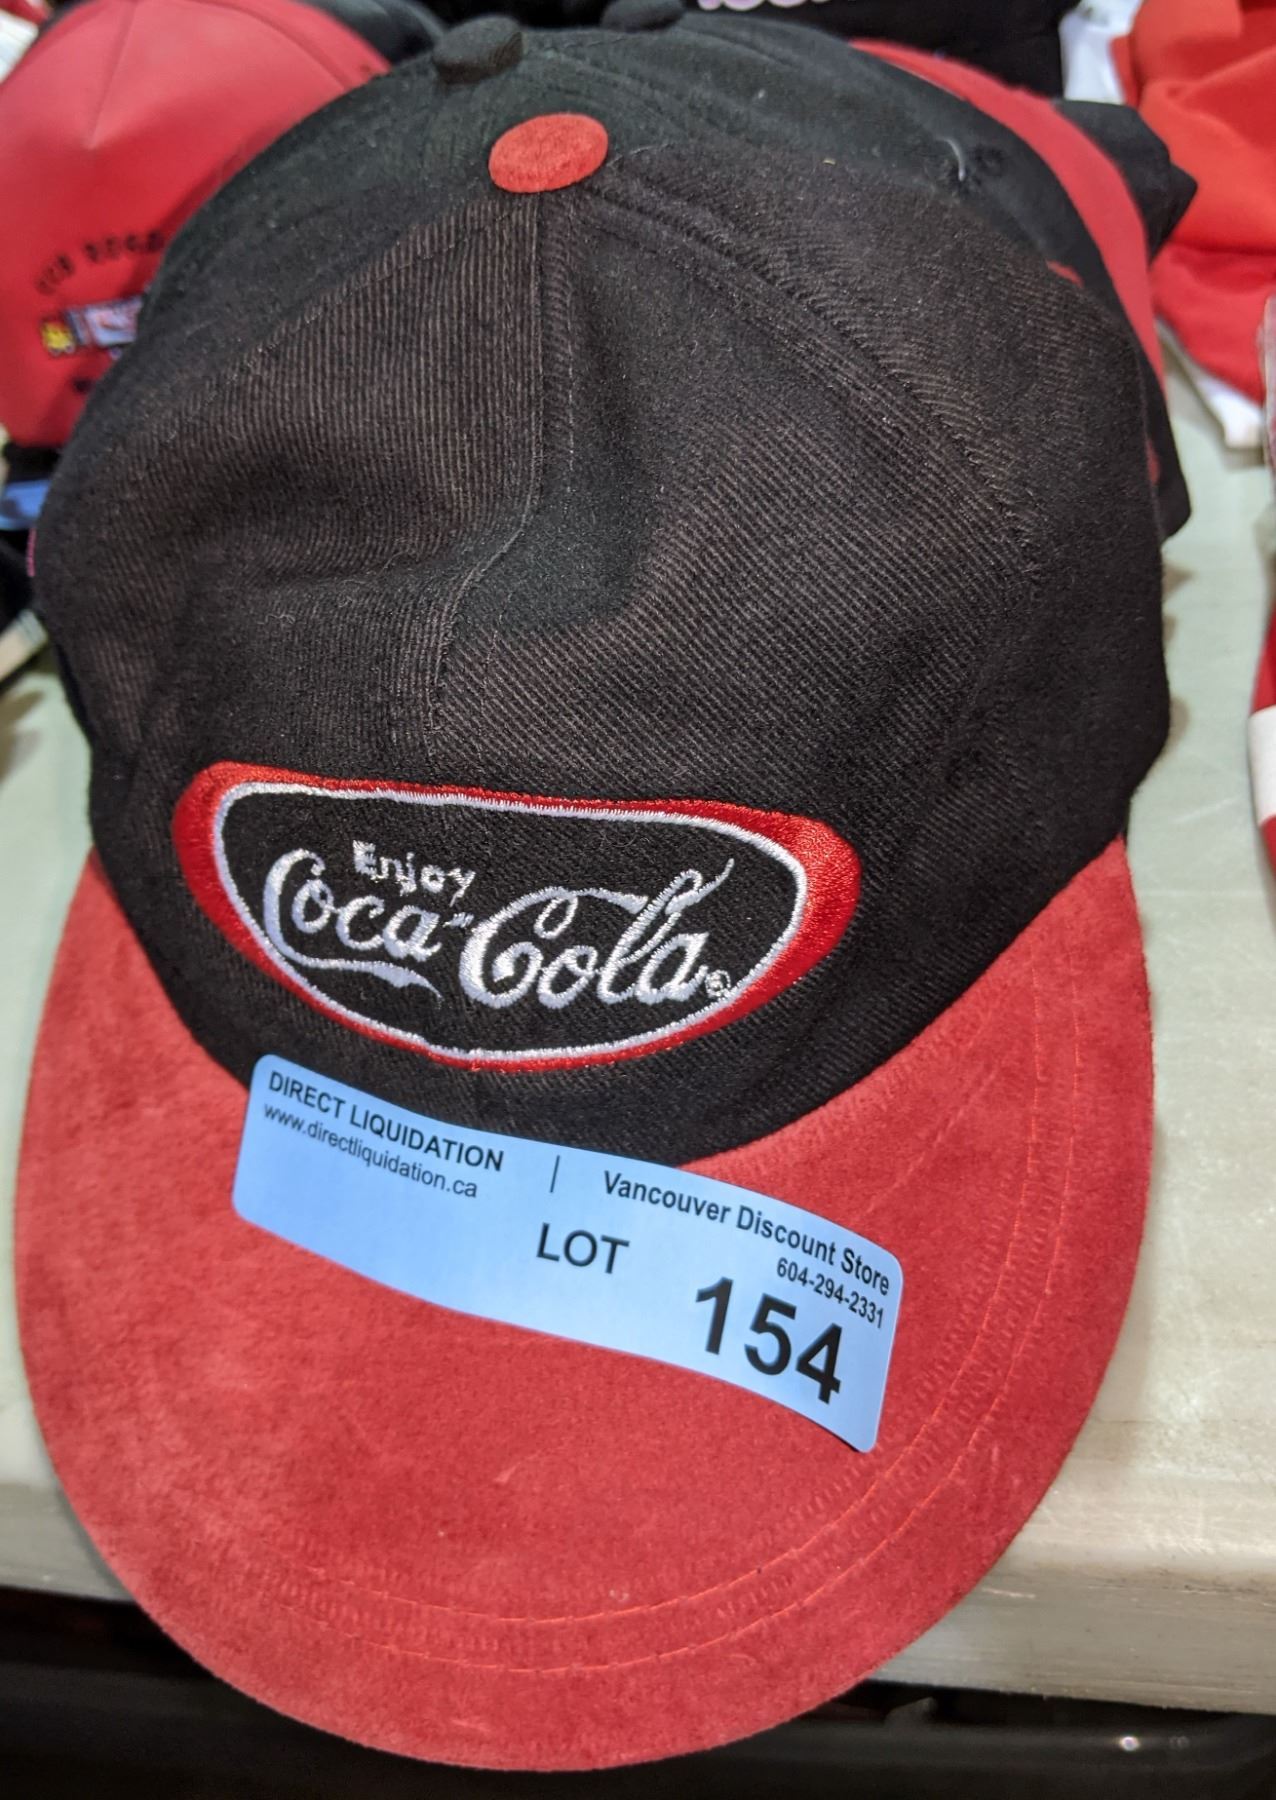 Enjoy
Coca-Cola®
DIRECT LIQUIDATION | Vancouver Discount Store
www.directliquidation.ca 604-294-2331
LOT 154